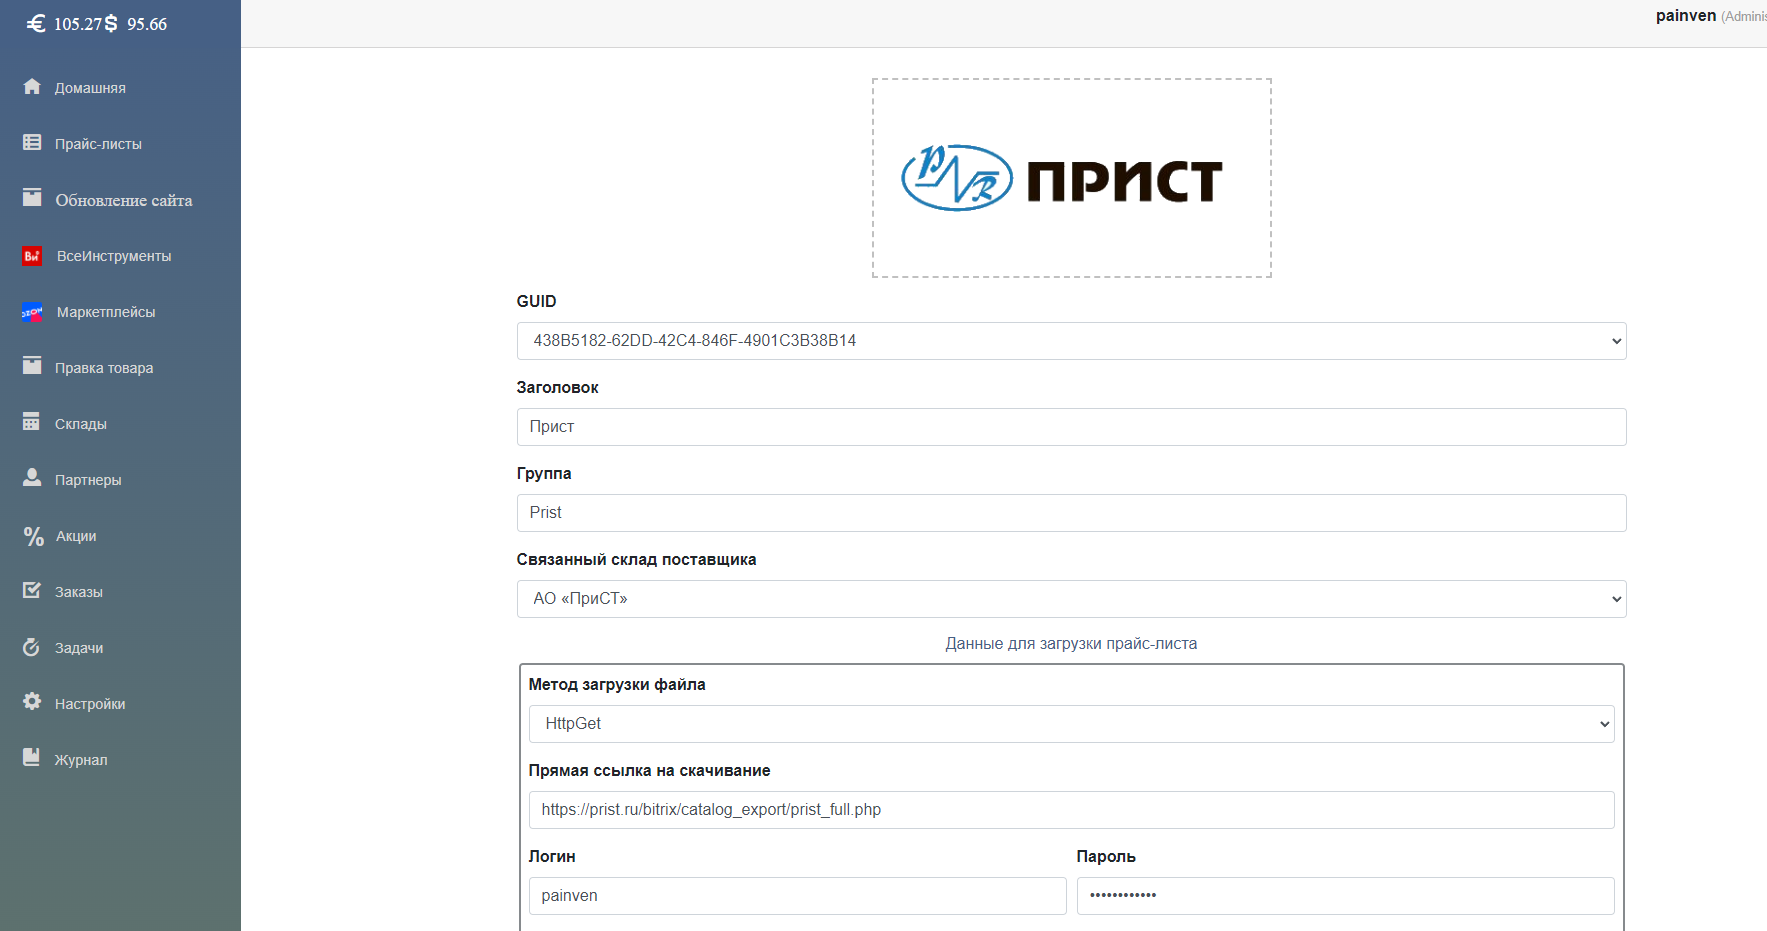 € 105.27 $ 95.66
painven (Adminis
Домашняя
Прайс-листы
Обновление сайта
ВсеИнструменты
Маркетплейсы
Правка товара
Склады
Партнеры
% Акции
Заказы
Задачи
Настройки
Журнал
PNR ПРИСТ
GUID
438B5182-62DD-42C4-846F-4901C3B38B14
Заголовок
Прист
Группа
Prist
Связанный склад поставщика
АО «ПриСТ»
Данные для загрузки прайс-листа
Метод загрузки файла
HttpGet
Прямая ссылка на скачивание
https://prist.ru/bitrix/catalog_export/prist_full.php
Логин Пароль
painven ••••••••••••